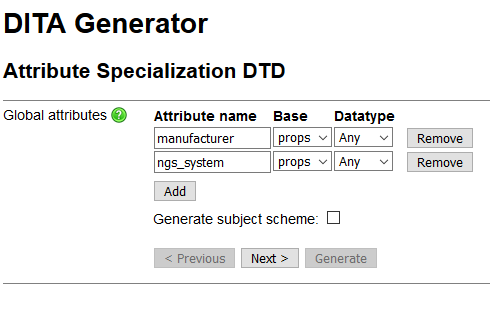 DITA Generator
Attribute Specialization DTD
Global attributes ?
Attribute name Base Datatype
manufacturer props Any Remove
ngs_system props Any Remove
Add
Generate subject scheme:
< Previous Next > Generate